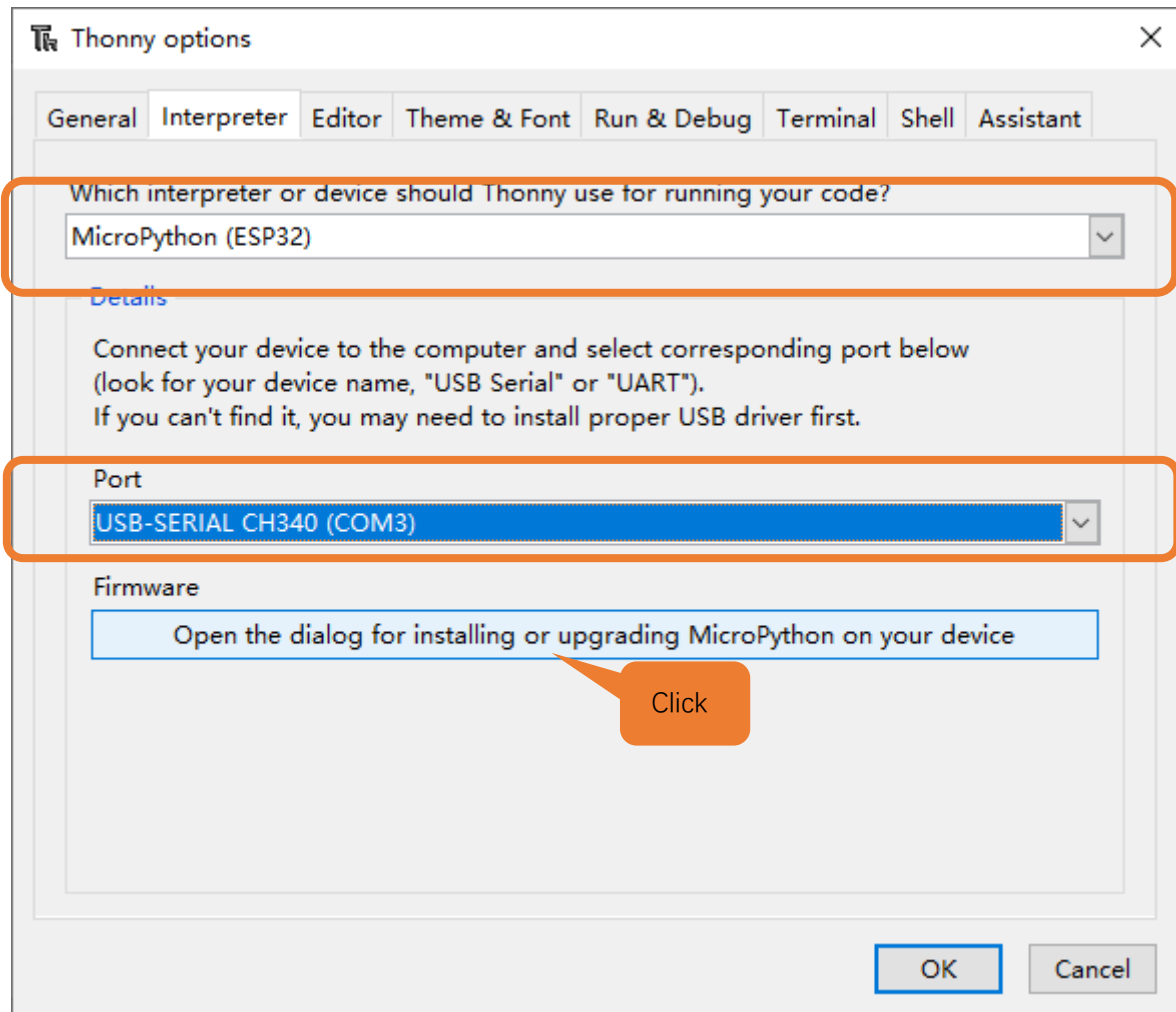 Thonny options
General Interpreter Editor Theme & Font Run & Debug Terminal Shell Assistant
Which interpreter or device should Thonny use for running your code?
MicroPython (ESP32)
Details
Connect your device to the computer and select corresponding port below
(look for your device name, "USB Serial" or "UART").
If you can't find it, you may need to install proper USB driver first.
Port
USB-SERIAL CH340 (COM3)
Firmware
Open the dialog for installing or upgrading MicroPython on your device
Click
OK Cancel